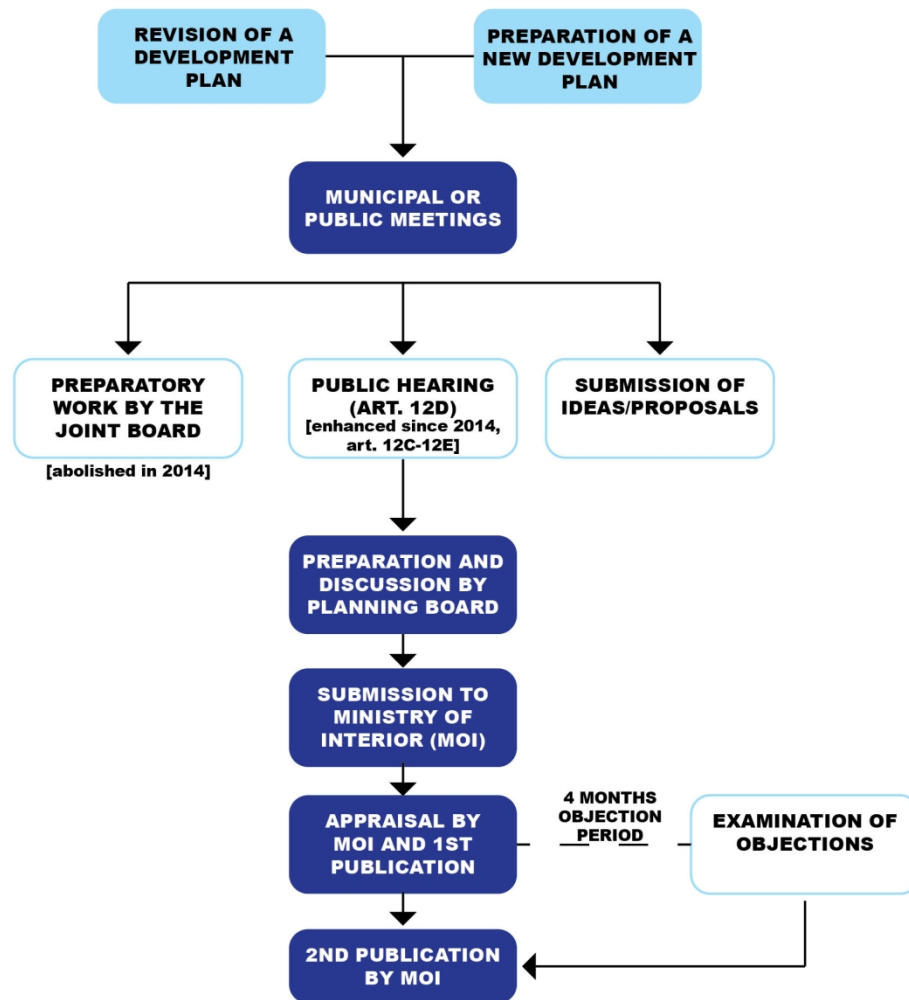 REVISION OF A
DEVELOPMENT
PLAN
PREPARATION OF A
NEW DEVELOPMENT
PLAN
MUNICIPAL OR
PUBLIC MEETINGS
PREPARATORY
WORK BY THE
JOINT BOARD
[abolished in 2014]
PUBLIC HEARING
(ART. 12D)
[enhanced since 2014,
art. 12C-12E]
SUBMISSION OF
IDEAS/PROPOSALS
PREPARATION AND
DISCUSSION BY
PLANNING BOARD
SUBMISSION TO
MINISTRY OF
INTERIOR (MOI)
APPRAISAL BY
MOI AND 1ST
PUBLICATION
4 MONTHS
OBJECTION
PERIOD
EXAMINATION OF
OBJECTIONS
2ND PUBLICATION
BY MOI